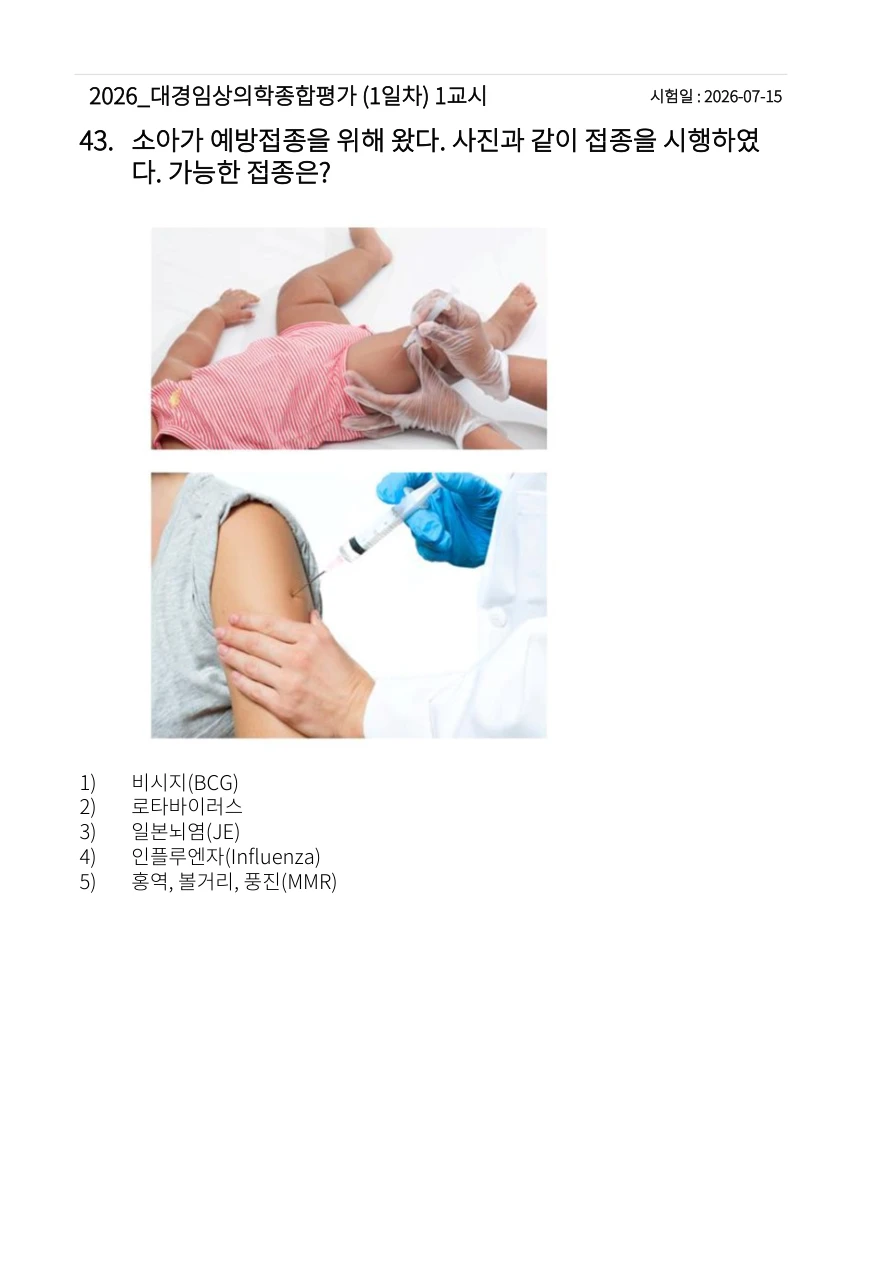 2026_대경임상의학종합평가 (1일차) 1교시
시험일 : 2026-07-15
43. 소아가 예방접종을 위해 왔다. 사진과 같이 접종을 시행하였
다. 가능한 접종은?
1) 비시지(BCG)
2) 로타바이러스
3) 일본뇌염(JE)
4) 인플루엔자(Influenza)
5) 홍역, 볼거리, 풍진(MMR)